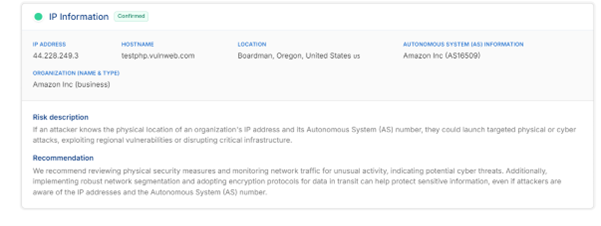 IP Information Confirmed
IP ADDRESS HOSTNAME LOCATION AUTONOMOUS SYSTEM (AS) INFORMATION
44.228.249.3 testphp.vulnweb.com Boardman, Oregon, United States us Amazon Inc (AS16509)
ORGANIZATION (NAME & TYPE)
Amazon Inc (business)
Risk description
If an attacker knows the physical location of an organization's IP address and its Autonomous System (AS) number, they could launch targeted physical or cyber
attacks, exploiting regional vulnerabilities or disrupting critical infrastructure.
Recommendation
We recommend reviewing physical security measures and monitoring network traffic for unusual activity, indicating potential cyber threats. Additionally,
implementing robust network segmentation and adopting encryption protocols for data in transit can help protect sensitive information, even if attackers are
aware of the IP addresses and the Autonomous System (AS) number.